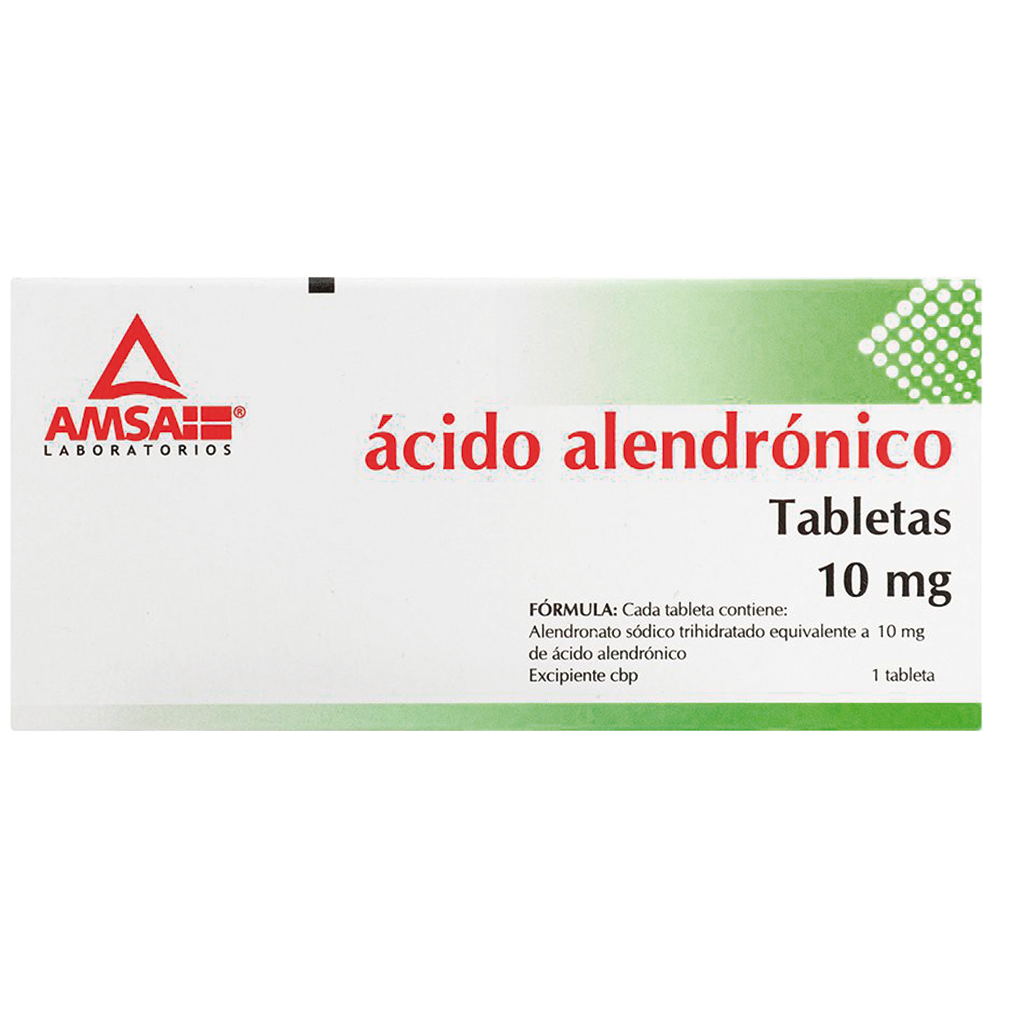 AMSA®
LABORATORIOS
ácido alendrónico
Tabletas
10 mg
FÓRMULA: Cada tableta contiene:
Alendronato sódico trihidratado equivalente a 10 mg
de ácido alendrónico
Excipiente cbp 1 tableta